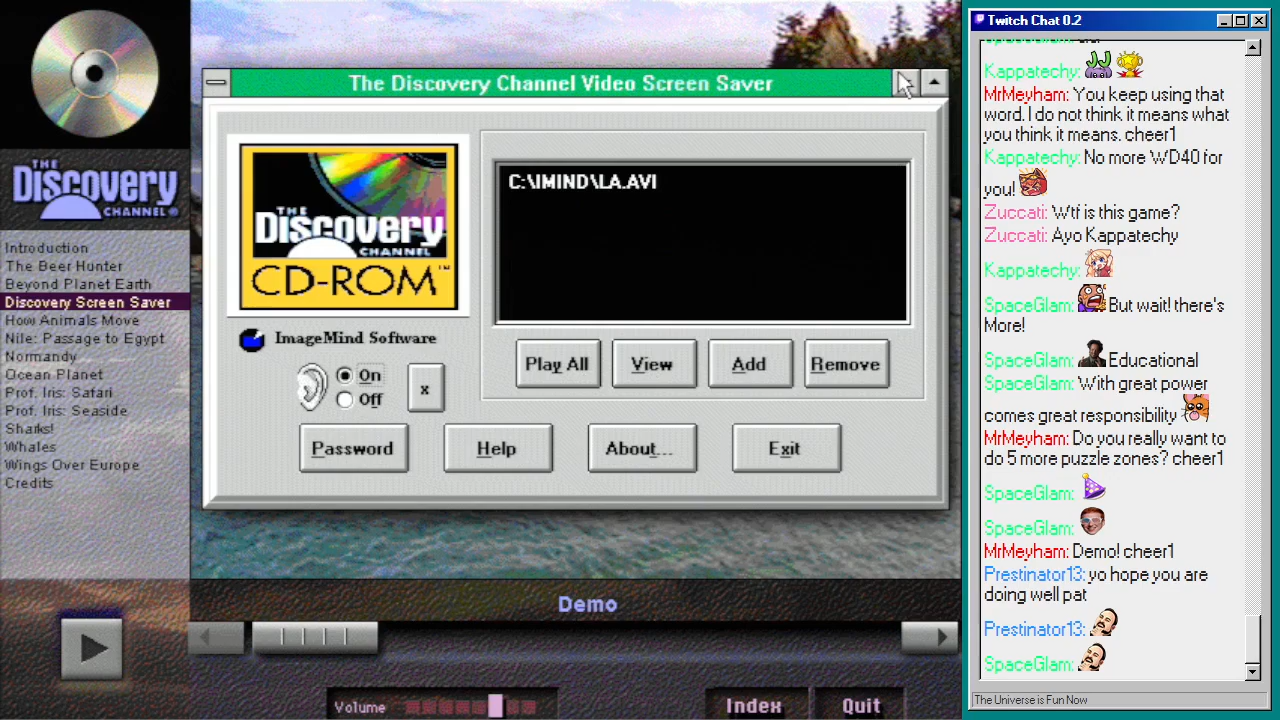 THE
Discovery
CHANNEL®
Introduction
The Beer Hunter
Beyond Planet Earth
Discovery Screen Saver
How Animals Move
Nile: Passage to Egypt
Normandy
Ocean Planet
Prof. Iris: Safari
Prof. Iris: Seaside
Sharks!
Whales
Wings Over Europe
Credits
The Discovery Channel Video Screen Saver
THE
Discovery
CHANNEL
CD-ROM™
ImageMind Software
On
Off
x
C:\IMIND\LA.AVI
Play All
View
Add
Remove
Password
Help
About...
Exit
Demo
Volume
Index
Quit
Twitch Chat 0.2
Kappatechy:
MrMeyham: You keep using that
word. I do not think it means what
you think it means. cheer1
Kappatechy: No more WD40 for
you!
Zuccati: Wtf is this game?
Zuccati: Ayo Kappatechy
Kappatechy:
SpaceGlam: But wait! there's
More!
SpaceGlam: Educational
SpaceGlam: With great power
comes great responsibility
MrMeyham: Do you really want to
do 5 more puzzle zones? cheer1
SpaceGlam:
SpaceGlam:
MrMeyham: Demo! cheer1
Prestinator13: yo hope you are
doing well pat
Prestinator13:
SpaceGlam:
The Universe is Fun Now